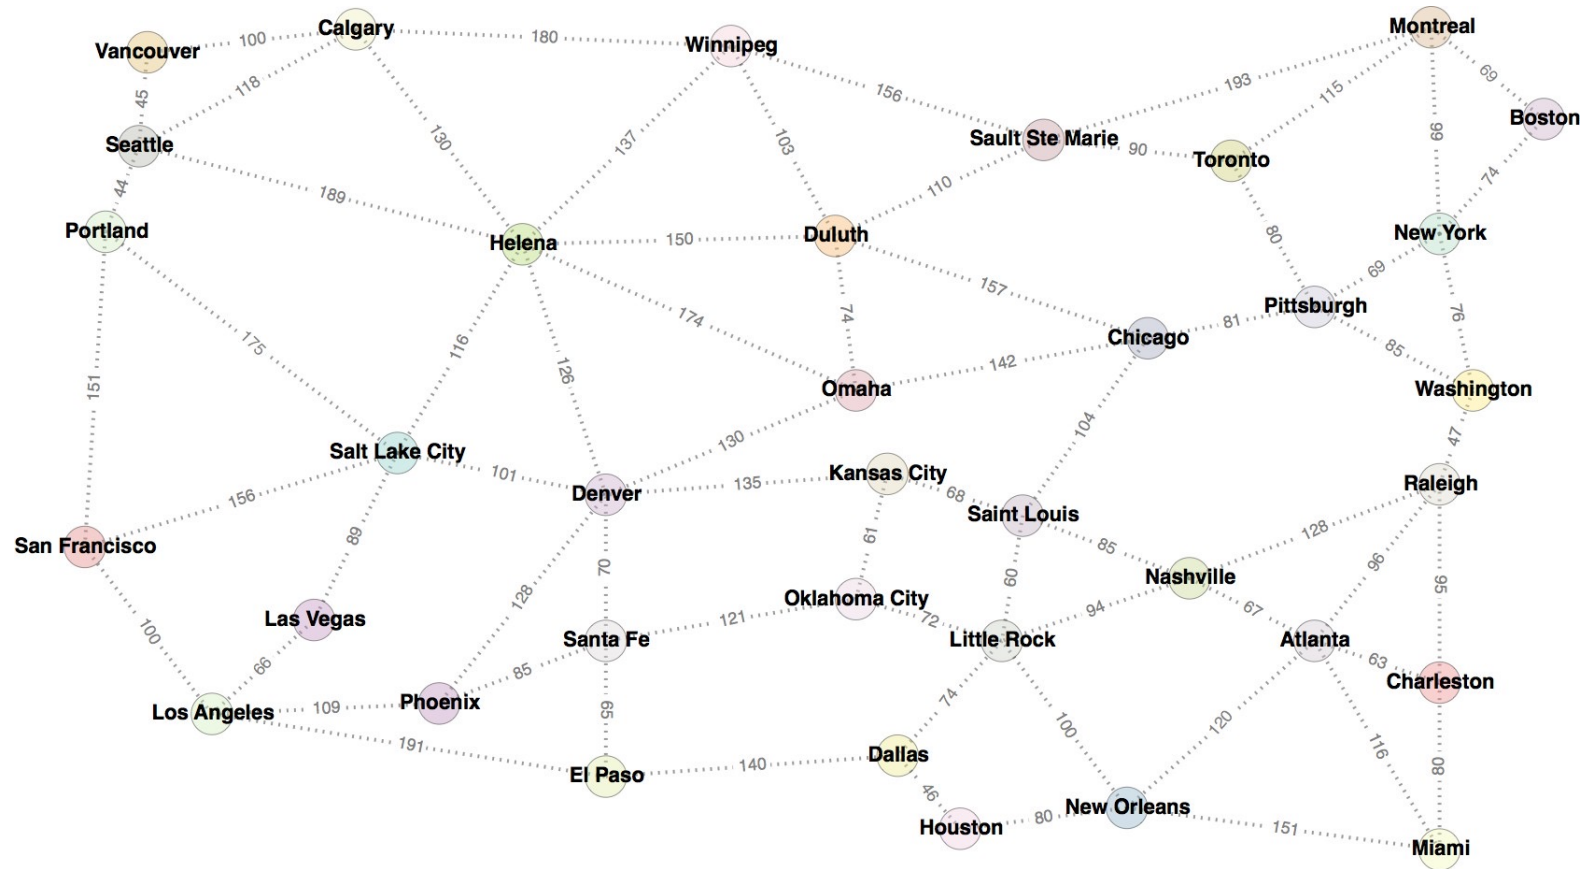 Montreal
Calgary
Vancouver
100
180
Winnipeg
69
118
156
193
115
45
Boston
Seattle
130
137
103
Sault Ste Marie
90
Toronto
99
74
44
189
110
Portland
Helena
150
Duluth
80
New York
69
157
Pittsburgh
76
174
74
175
116
Chicago
81
85
126
142
151
Omaha
Washington
130
104
47
Salt Lake City
101
Kansas City
135
Denver
68
Raleigh
156
Saint Louis
89
61
85
128
San Francisco
96
70
60
Nashville
95
128
Oklahoma City
94
67
Las Vegas
121
72
100
Santa Fe
Little Rock
Atlanta
66
85
63
Charleston
74
Phoenix
109
65
Los Angeles
100
120
191
116
Dallas
140
80
El Paso
46
New Orleans
80
Houston
151
Miami